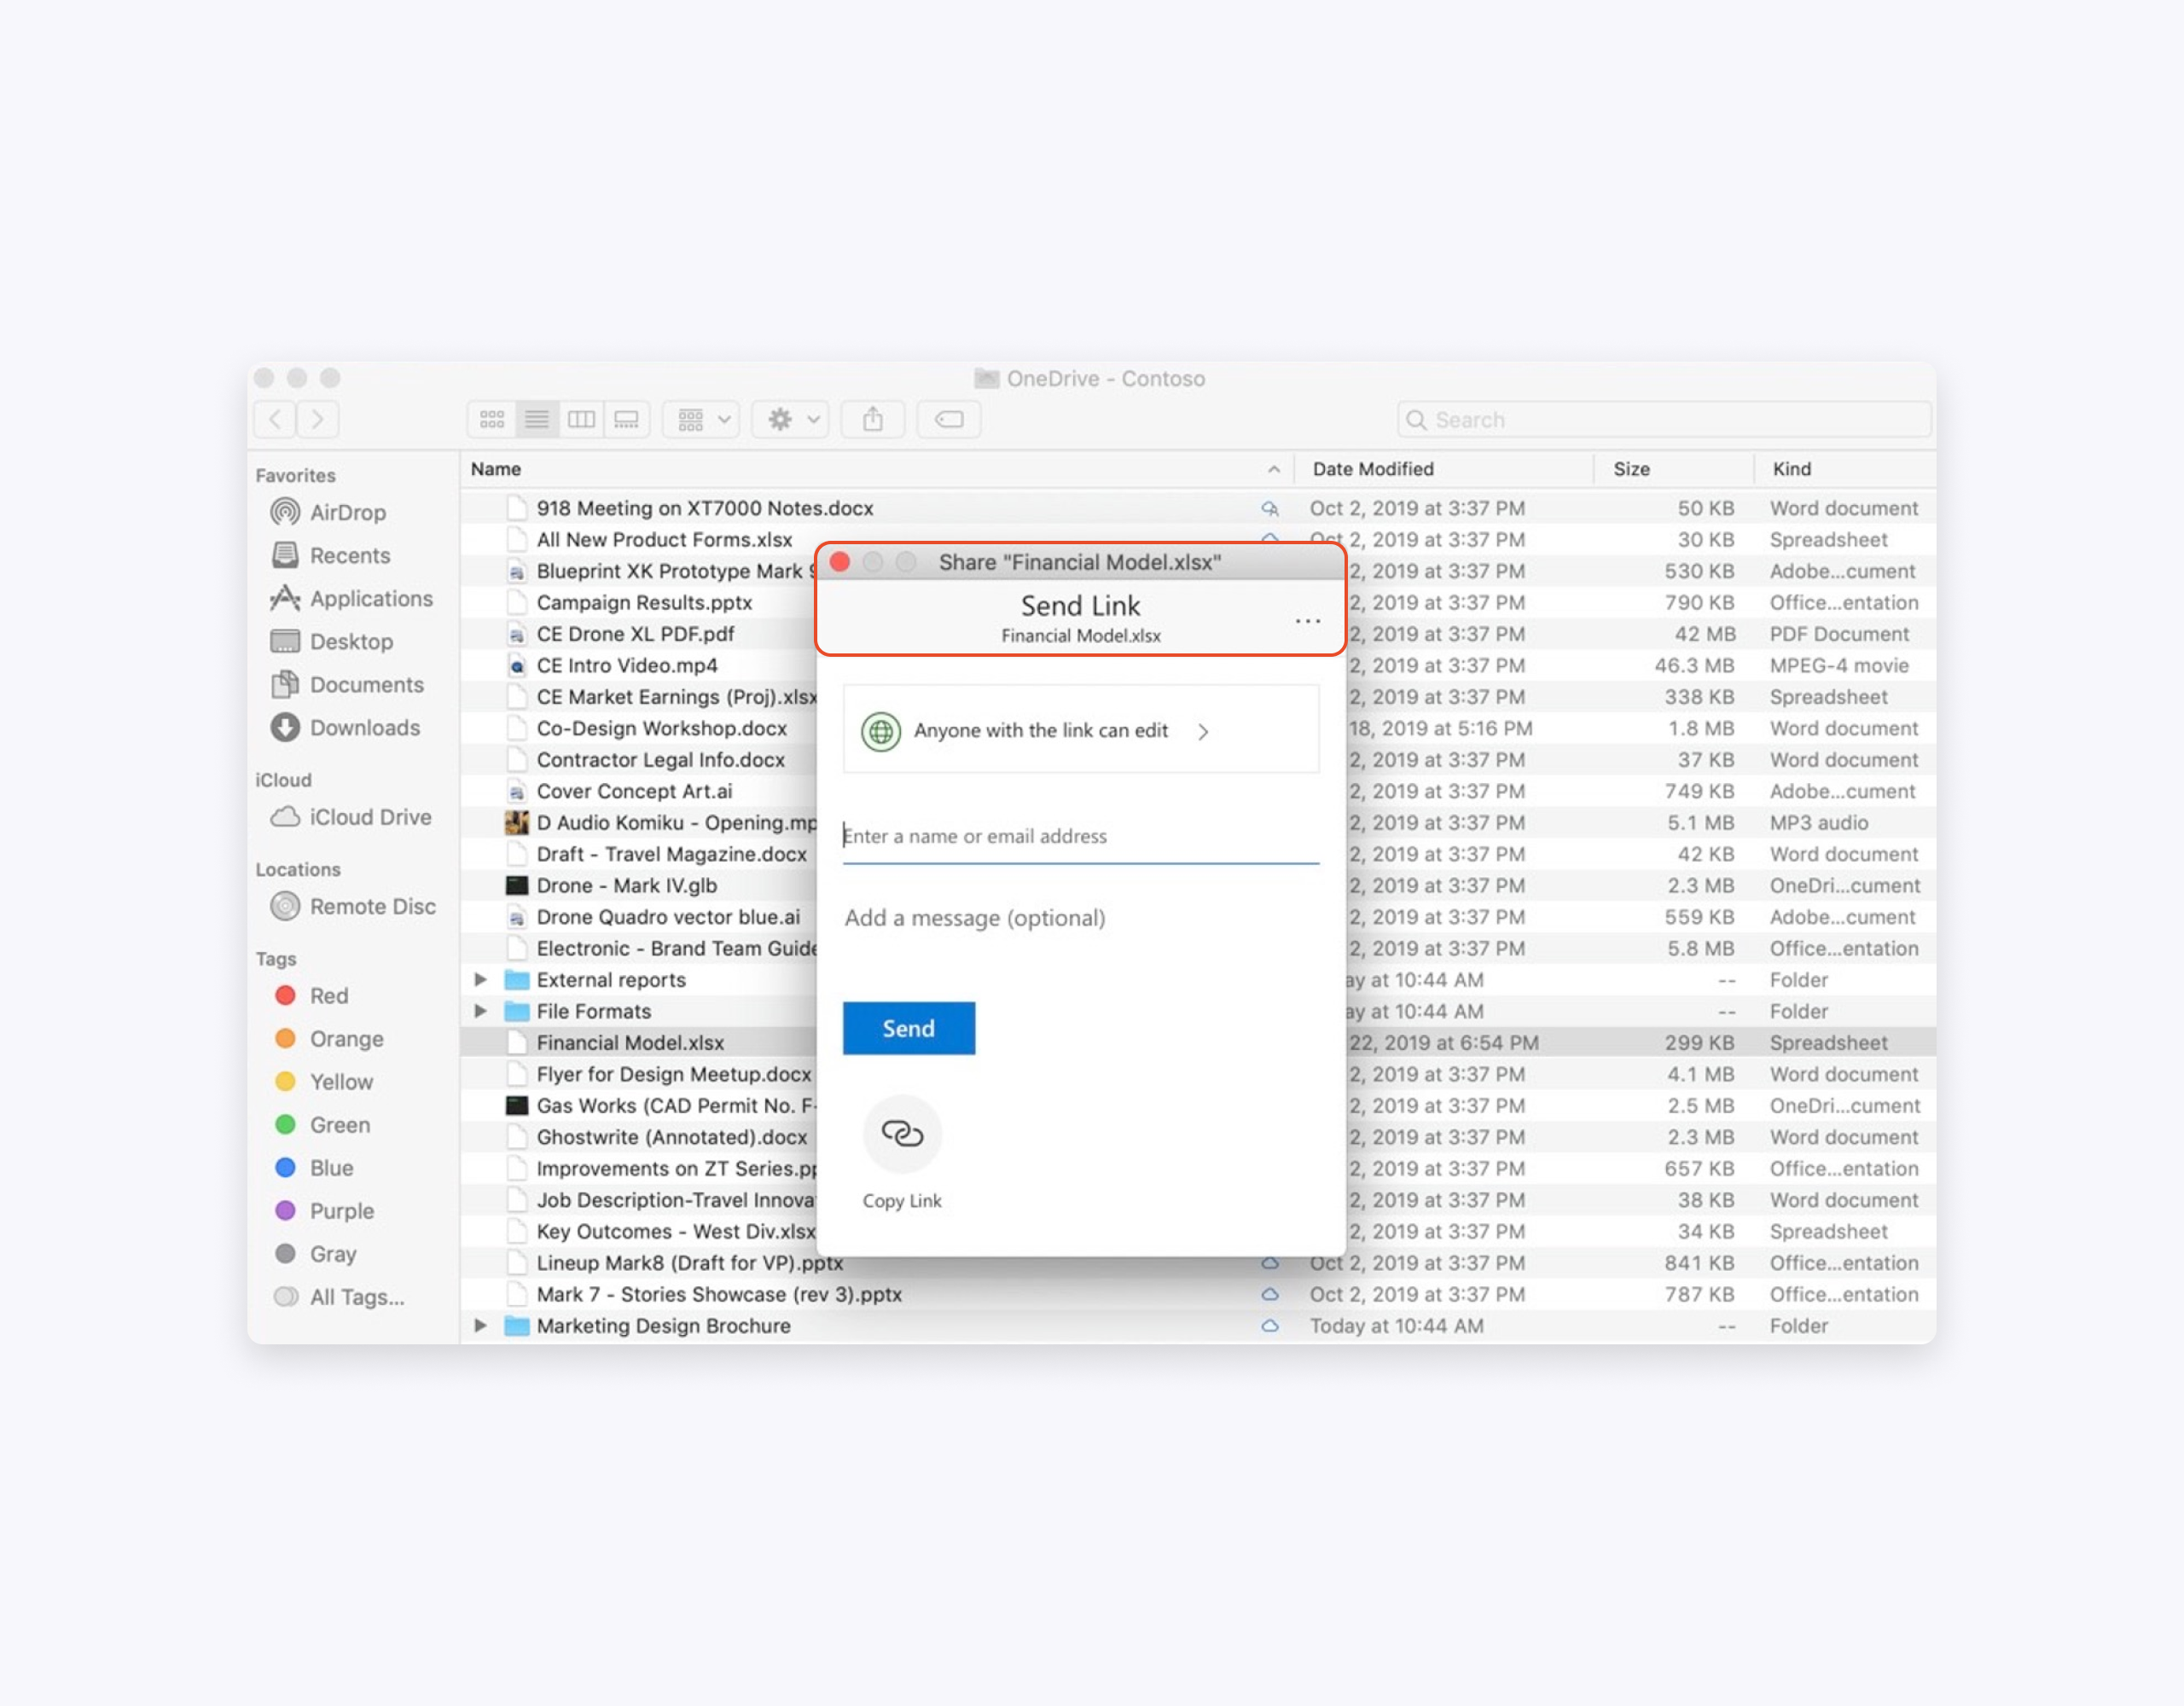 OneDrive - Contoso
Search
Favorites
AirDrop
Recents
Applications
Desktop
Documents
Downloads
iCloud
iCloud Drive
Locations
Remote Disc
Tags
Red
Orange
Yellow
Green
Blue
Purple
Gray
All Tags...
Name Date Modified Size Kind
918 Meeting on XT7000 Notes.docx Oct 2, 2019 at 3:37 PM 50 KB Word document
All New Product Forms.xlsx Oct 2, 2019 at 3:37 PM 30 KB Spreadsheet
Blueprint XK Prototype Mark 2, 2019 at 3:37 PM 530 KB Adobe...cument
Campaign Results.pptx 2, 2019 at 3:37 PM 790 KB Office...entation
CE Drone XL PDF.pdf 2, 2019 at 3:37 PM 42 MB PDF Document
CE Intro Video.mp4 2, 2019 at 3:37 PM 46.3 MB MPEG-4 movie
CE Market Earnings (Proj).xlsx 2, 2019 at 3:37 PM 338 KB Spreadsheet
Co-Design Workshop.docx 18, 2019 at 5:16 PM 1.8 MB Word document
Contractor Legal Info.docx 2, 2019 at 3:37 PM 37 KB Word document
Cover Concept Art.ai 2, 2019 at 3:37 PM 749 KB Adobe...cument
D Audio Komiku - Opening.mp 2, 2019 at 3:37 PM 5.1 MB MP3 audio
Draft - Travel Magazine.docx 2, 2019 at 3:37 PM 42 KB Word document
Drone - Mark IV.glb 2, 2019 at 3:37 PM 2.3 MB OneDri...cument
Drone Quadro vector blue.ai 2, 2019 at 3:37 PM 559 KB Adobe...cument
Electronic - Brand Team Guide 2, 2019 at 3:37 PM 5.8 MB Office...entation
External reports ay at 10:44 AM -- Folder
File Formats ay at 10:44 AM -- Folder
Financial Model.xlsx 22, 2019 at 6:54 PM 299 KB Spreadsheet
Flyer for Design Meetup.docx 2, 2019 at 3:37 PM 4.1 MB Word document
Gas Works (CAD Permit No. F- 2, 2019 at 3:37 PM 2.5 MB OneDri...cument
Ghostwrite (Annotated).docx 2, 2019 at 3:37 PM 2.3 MB Word document
Improvements on ZT Series.pp 2, 2019 at 3:37 PM 657 KB Office...entation
Job Description-Travel Innova 2, 2019 at 3:37 PM 38 KB Word document
Key Outcomes - West Div.xlsx 2, 2019 at 3:37 PM 34 KB Spreadsheet
Lineup Mark8 (Draft for VP).pptx Oct 2, 2019 at 3:37 PM 841 KB Office...entation
Mark 7 - Stories Showcase (rev 3).pptx Oct 2, 2019 at 3:37 PM 787 KB Office...entation
Marketing Design Brochure Today at 10:44 AM -- Folder
Share "Financial Model.xlsx"
Send Link
Financial Model.xlsx
...
Anyone with the link can edit
Enter a name or email address
Add a message (optional)
Send
Copy Link